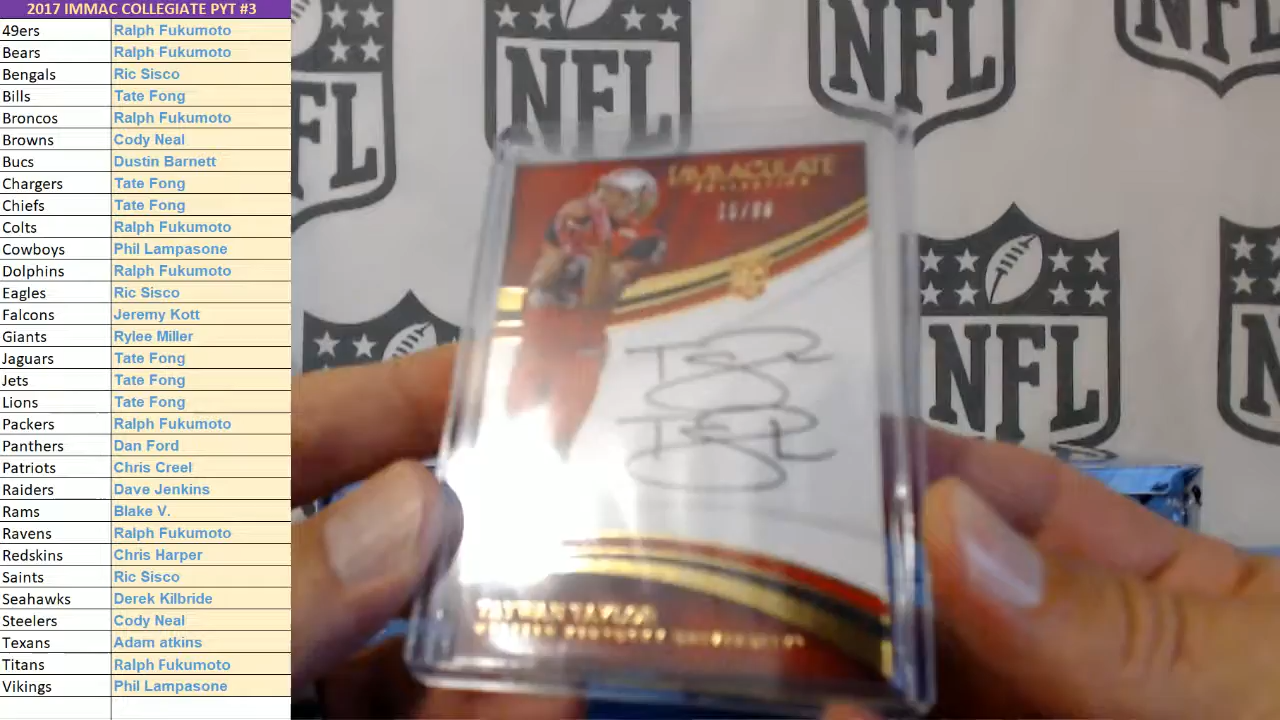 2017 IMMAC COLLEGIATE PYT #3
49ers Ralph Fukumoto
Bears Ralph Fukumoto
Bengals Ric Sisco
Bills Tate Fong
Broncos Ralph Fukumoto
Browns Cody Neal
Bucs Dustin Barnett
Chargers Tate Fong
Chiefs Tate Fong
Colts Ralph Fukumoto
Cowboys Phil Lampasone
Dolphins Ralph Fukumoto
Eagles Ric Sisco
Falcons Jeremy Kott
Giants Rylee Miller
Jaguars Tate Fong
Jets Tate Fong
Lions Tate Fong
Packers Ralph Fukumoto
Panthers Dan Ford
Patriots Chris Creel
Raiders Dave Jenkins
Rams Blake V.
Ravens Ralph Fukumoto
Redskins Chris Harper
Saints Ric Sisco
Seahawks Derek Kilbride
Steelers Cody Neal
Texans Adam atkins
Titans Ralph Fukumoto
Vikings Phil Lampasone
NFL
NFL
NFL
NFL
NFL
IMMACULATE
COLLECTION
TAYLOR